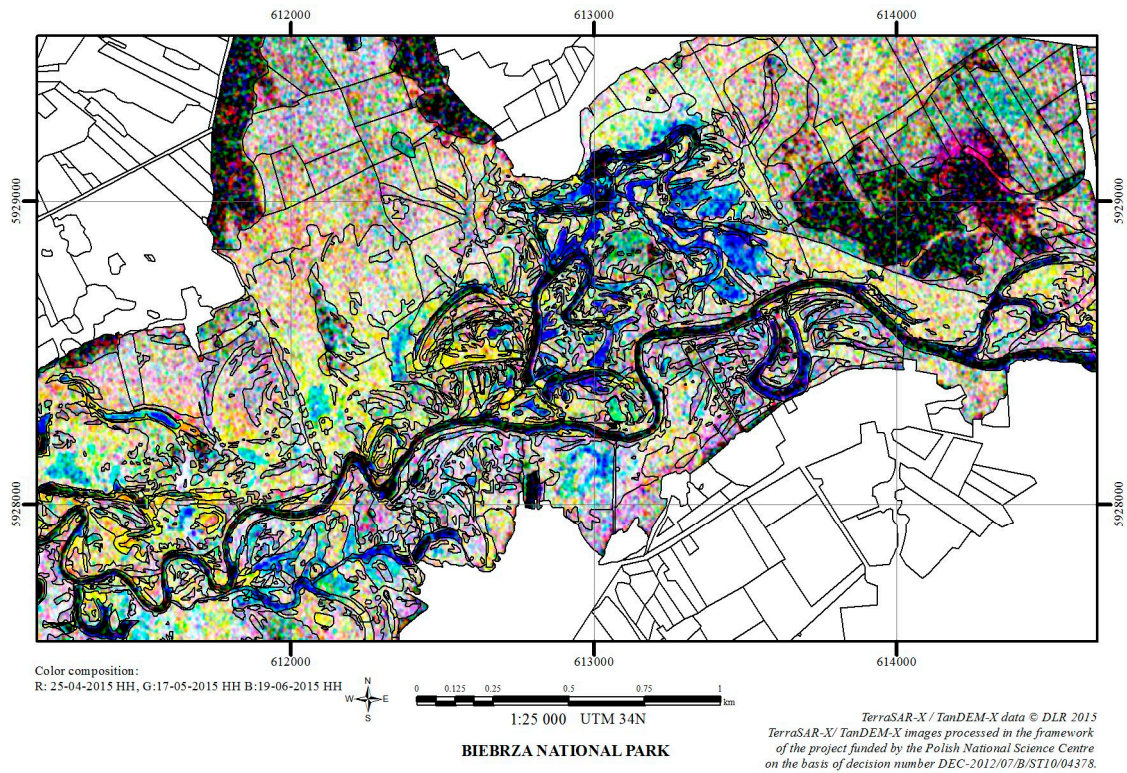 612000 613000 614000
5929000 5929000
5928000 5928000
612000 613000 614000
Color composition:
R: 25-04-2015 HH, G:17-05-2015 HH B:19-06-2015 HH
N
W E
S
0 0.125 0.25 0.5 0.75 1
km
1:25 000 UTM 34N
BIEBRZA NATIONAL PARK
TerraSAR-X / TanDEM-X data © DLR 2015
TerraSAR-X/ TanDEM-X images processed in the framework
of the project funded by the Polish National Science Centre
on the basis of decision number DEC-2012/07/B/ST10/04378.